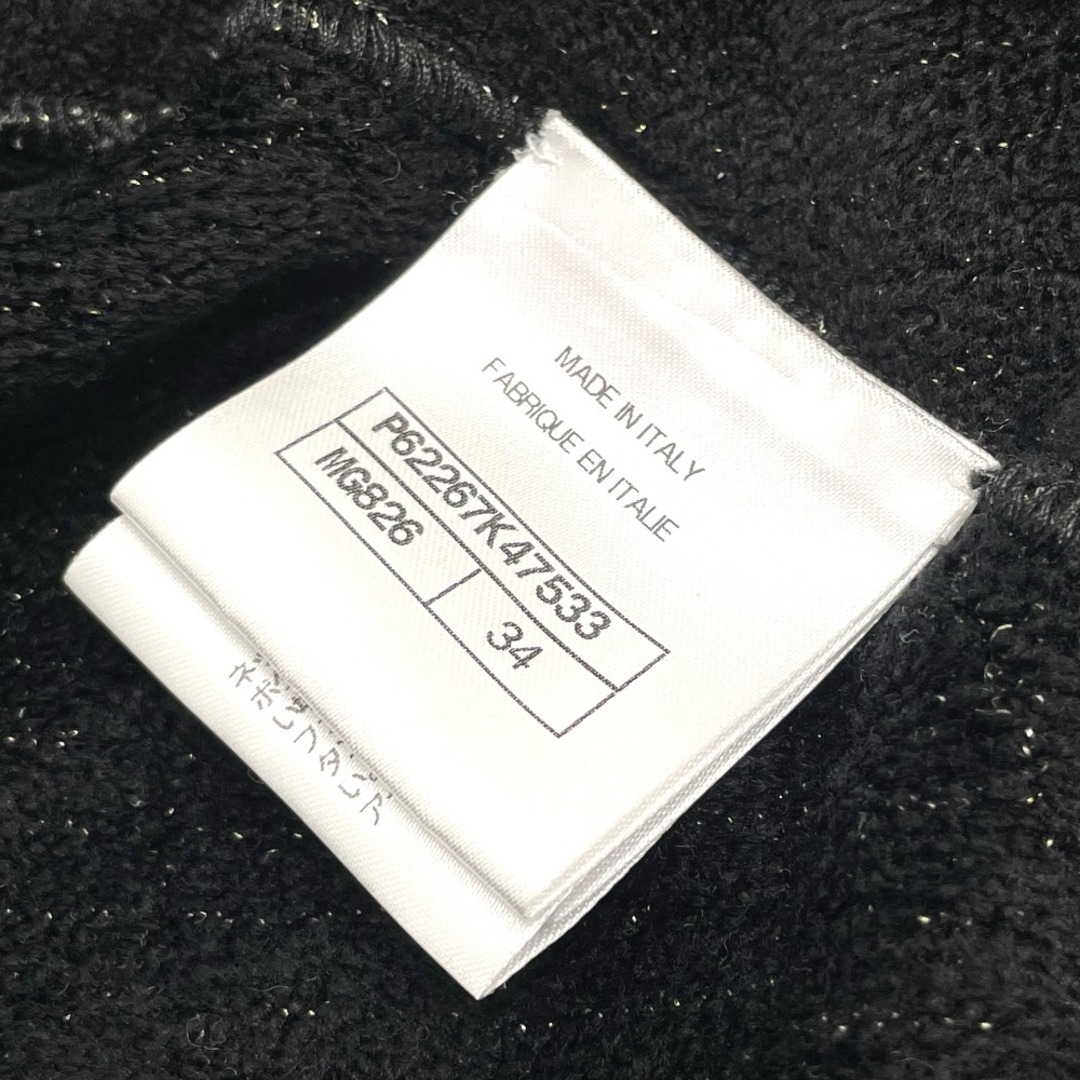 MADE IN ITALY
FABRIQUE EN ITALIE
P62267K47533
MG826 34